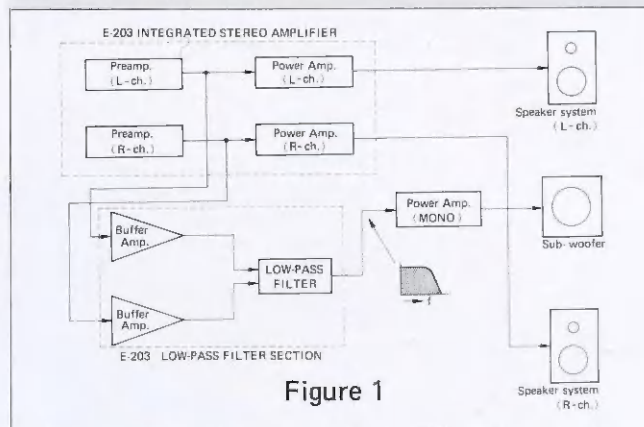 E-203 INTEGRATED STEREO AMPLIFIER
Preamp.
(L-ch.)
Power Amp.
(L-ch.)
Speaker system
(L-ch.)
Preamp.
(R-ch.)
Power Amp.
(R-ch.)
Buffer
Amp.
LOW-PASS
FILTER
Power Amp.
(MONO)
Sub-woofer
f
Buffer
Amp.
E-203 LOW-PASS FILTER SECTION
Speaker system
(R-ch.)
Figure 1